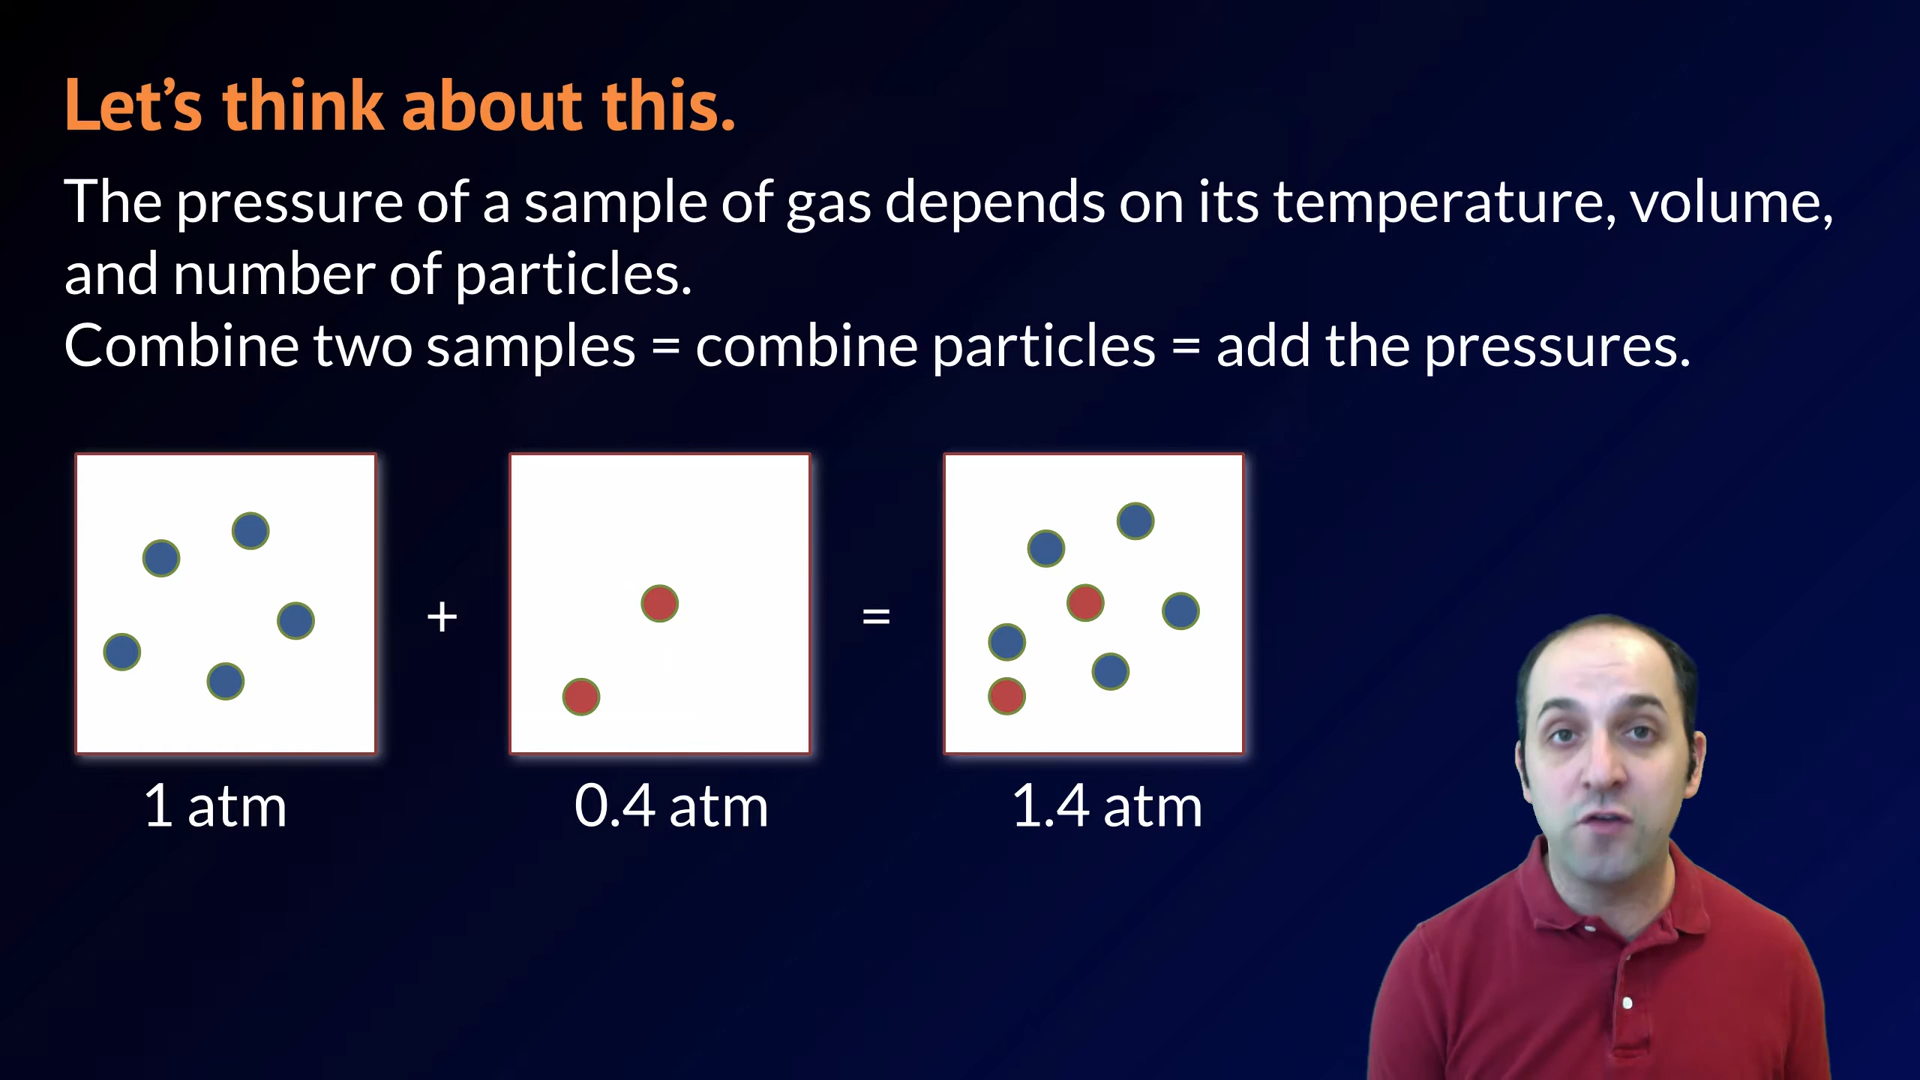 Let’s think about this.
The pressure of a sample of gas depends on its temperature, volume,
and number of particles.
Combine two samples = combine particles = add the pressures.
+ =
1 atm 0.4 atm 1.4 atm